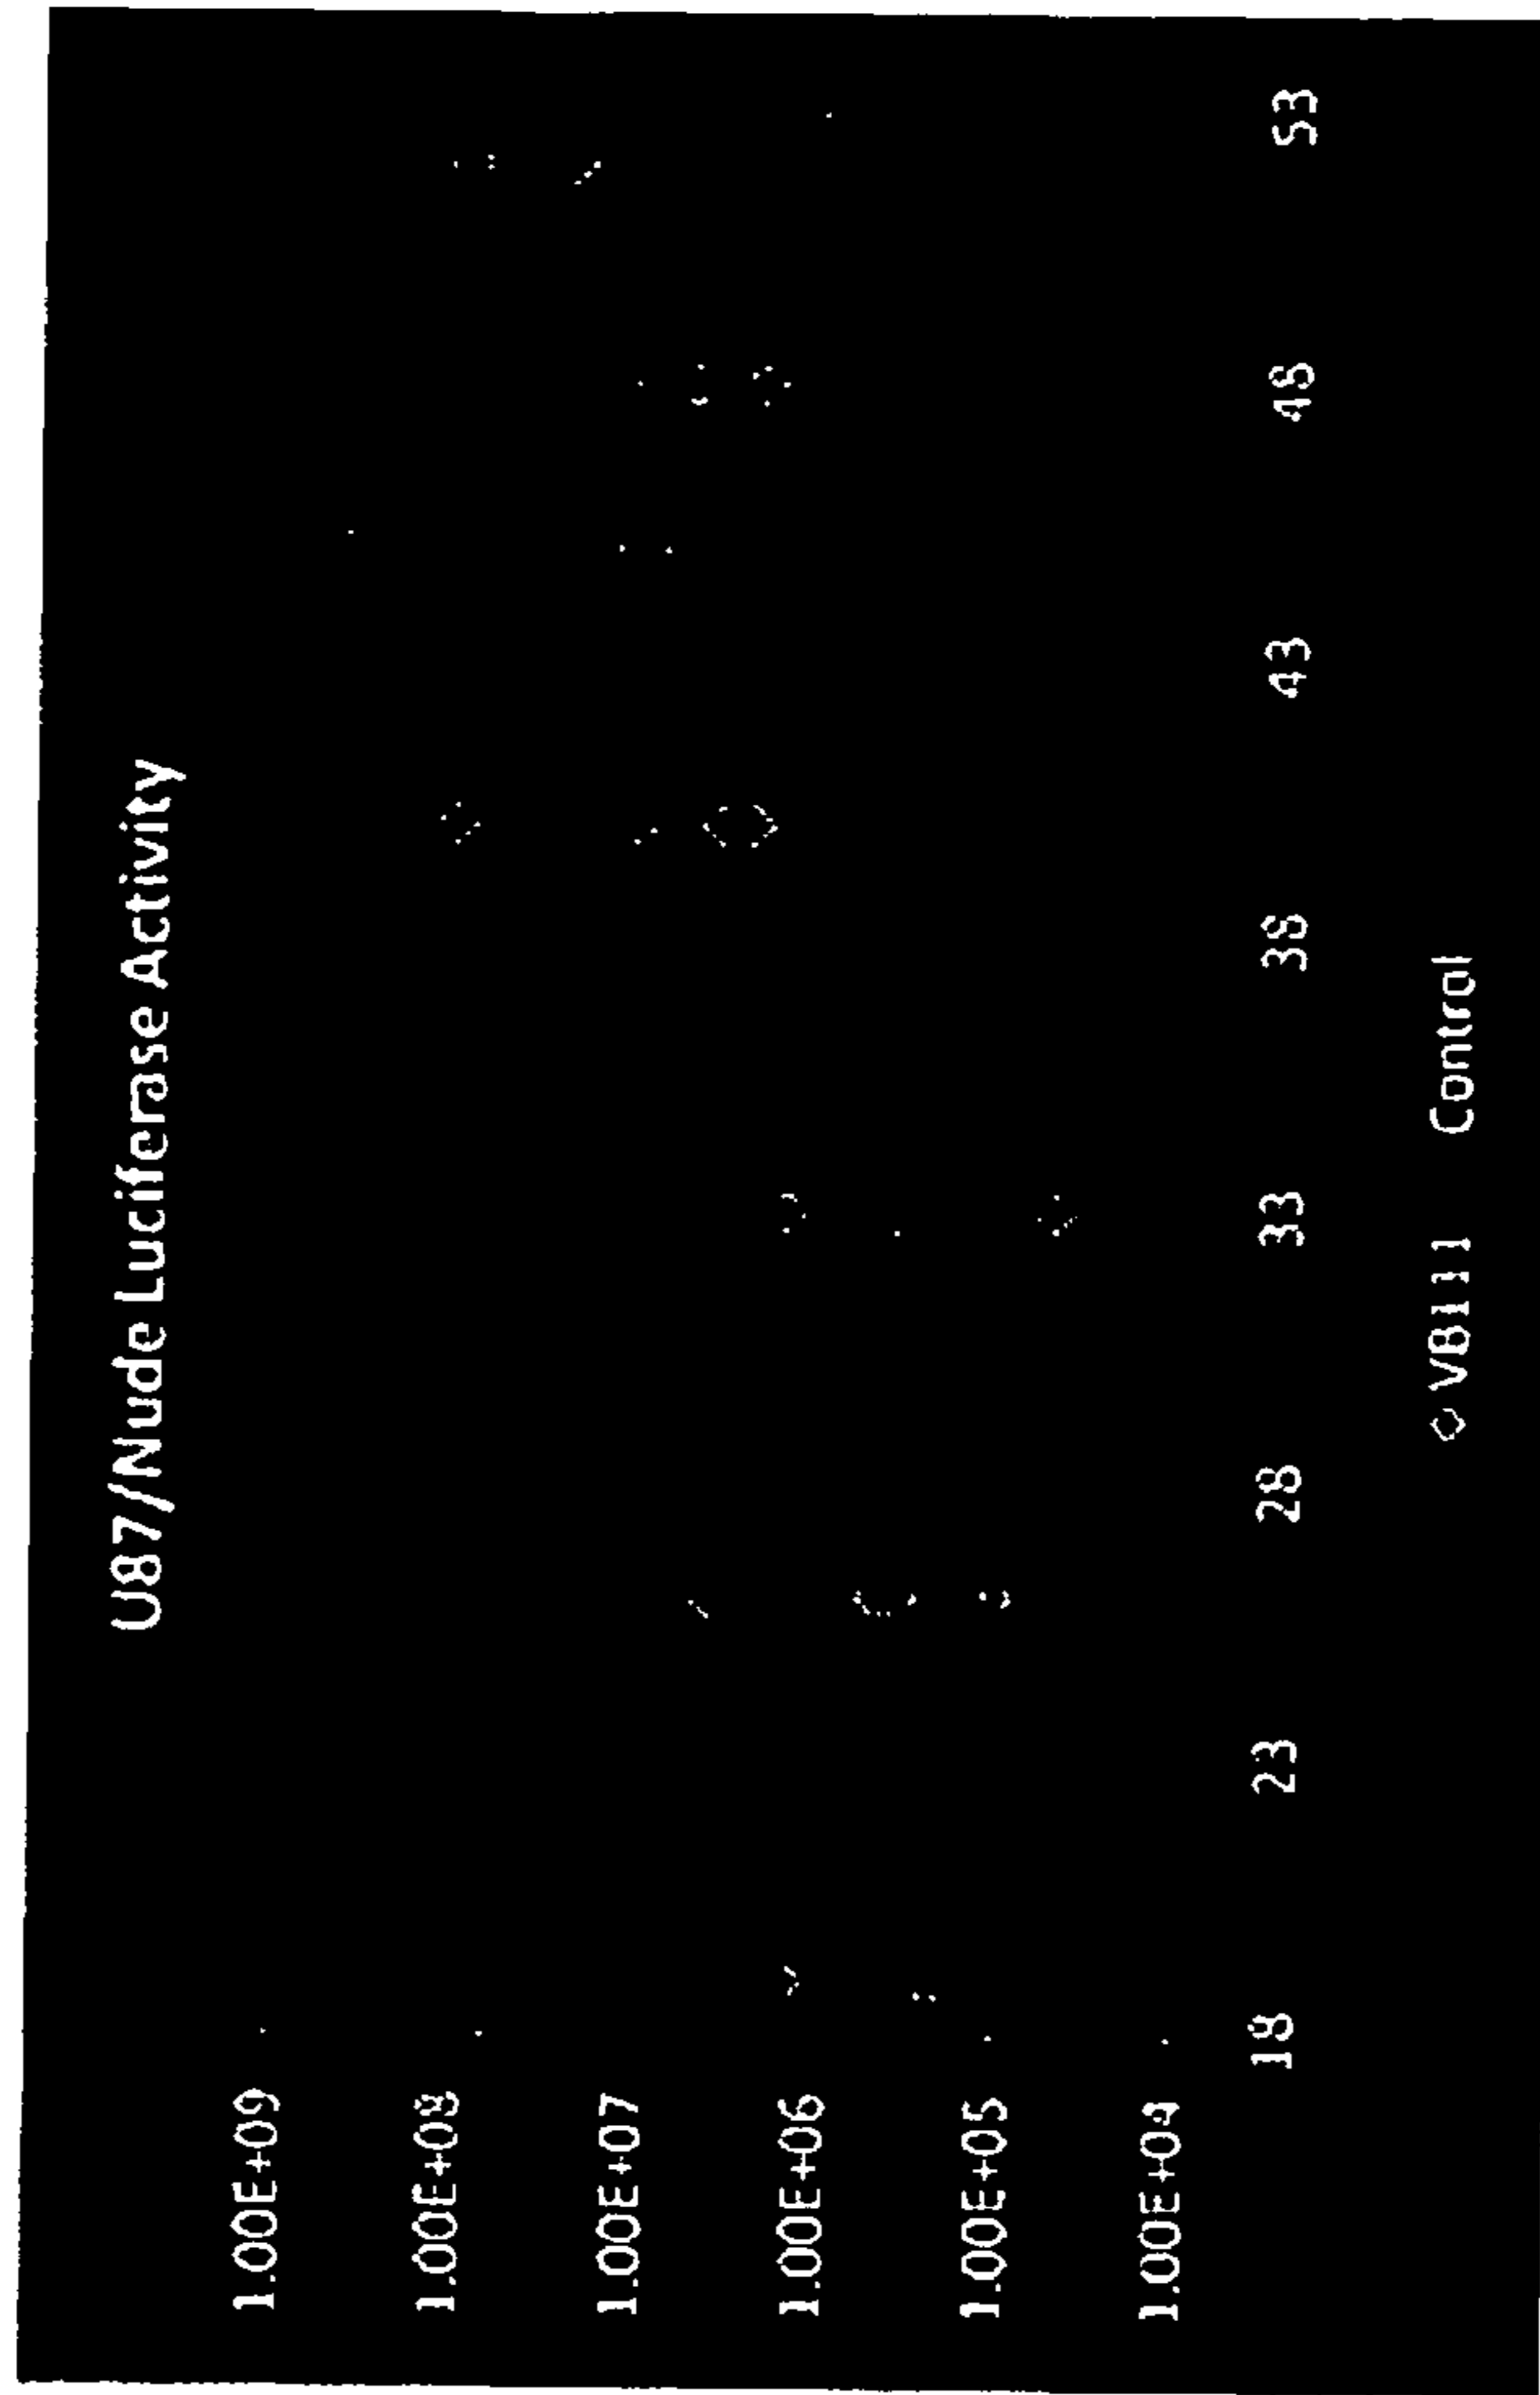 U87/Nude Luciferase Activity
1.00E+09
1.00E+08
1.00E+07
1.00E+06
1.00E+05
1.00E+04
18 23 28 33 38 43 48 53
V8111 Control